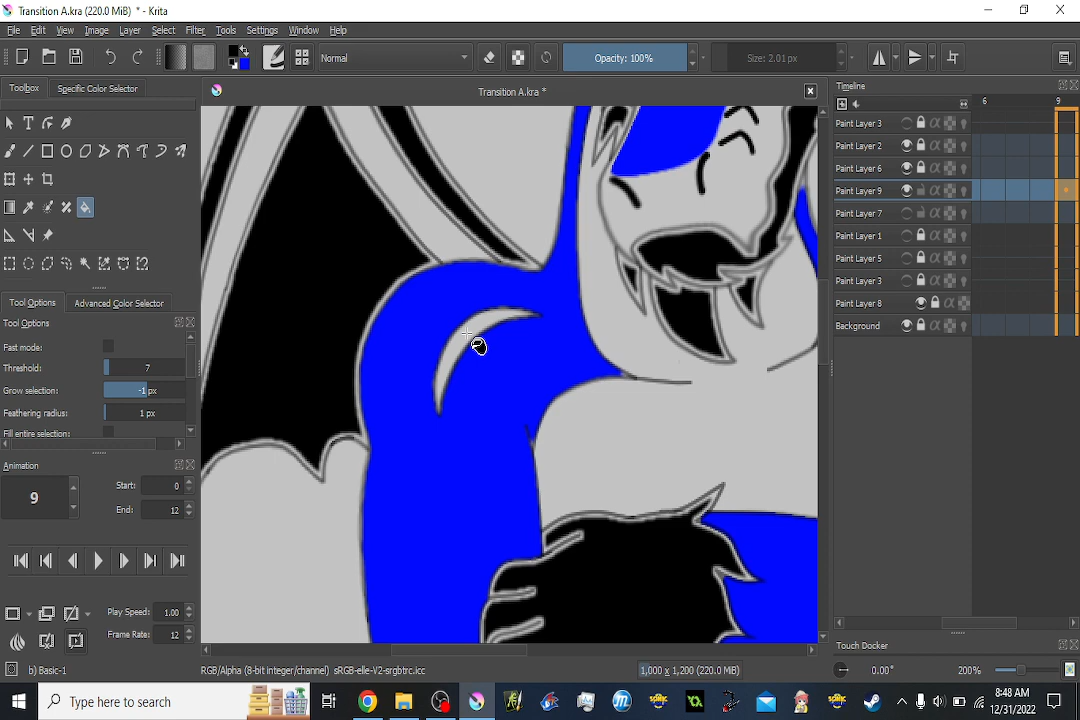 Transition A.kra (220.0 MiB) * - Krita
File Edit View Image Layer Select Filter Tools Settings Window Help
Normal
Opacity: 100%
Size: 2.01 px
Toolbox
Specific Color Selector
Transition A.kra *
Timeline
6
9
Paint Layer 3
Paint Layer 2
Paint Layer 6
Paint Layer 9
Paint Layer 7
Paint Layer 1
Paint Layer 5
Paint Layer 3
Paint Layer 8
Background
Tool Options
Advanced Color Selector
Tool Options
Fast mode:
Threshold: 7
Grow selection: -1 px
Feathering radius: 1 px
Fill entire selection:
Animation
9
Start: 0
End: 12
Play Speed: 1.00
Frame Rate: 12
Touch Docker
b) Basic-1
RGB/Alpha (8-bit integer/channel) sRGB-elle-V2-srgbtrc.icc
1,000 x 1,200 (220.0 MiB)
0.00°
200%
Type here to search
8:48 AM
12/31/2022